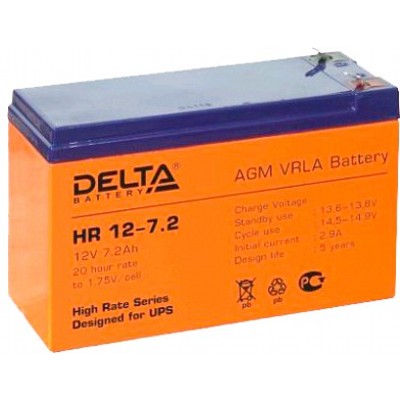 DELTA
BATTERY
HR 12-7.2
12V 7.2Ah
20 hour rate
to 1.75V/cell
High Rate Series
Designed for UPS
AGM VRLA Battery
Charge Voltage
Standby use 13.6-13.8V
Cycle use 14.5-14.9V
Initial current 2.9A
Design life 5 years
pb
pb